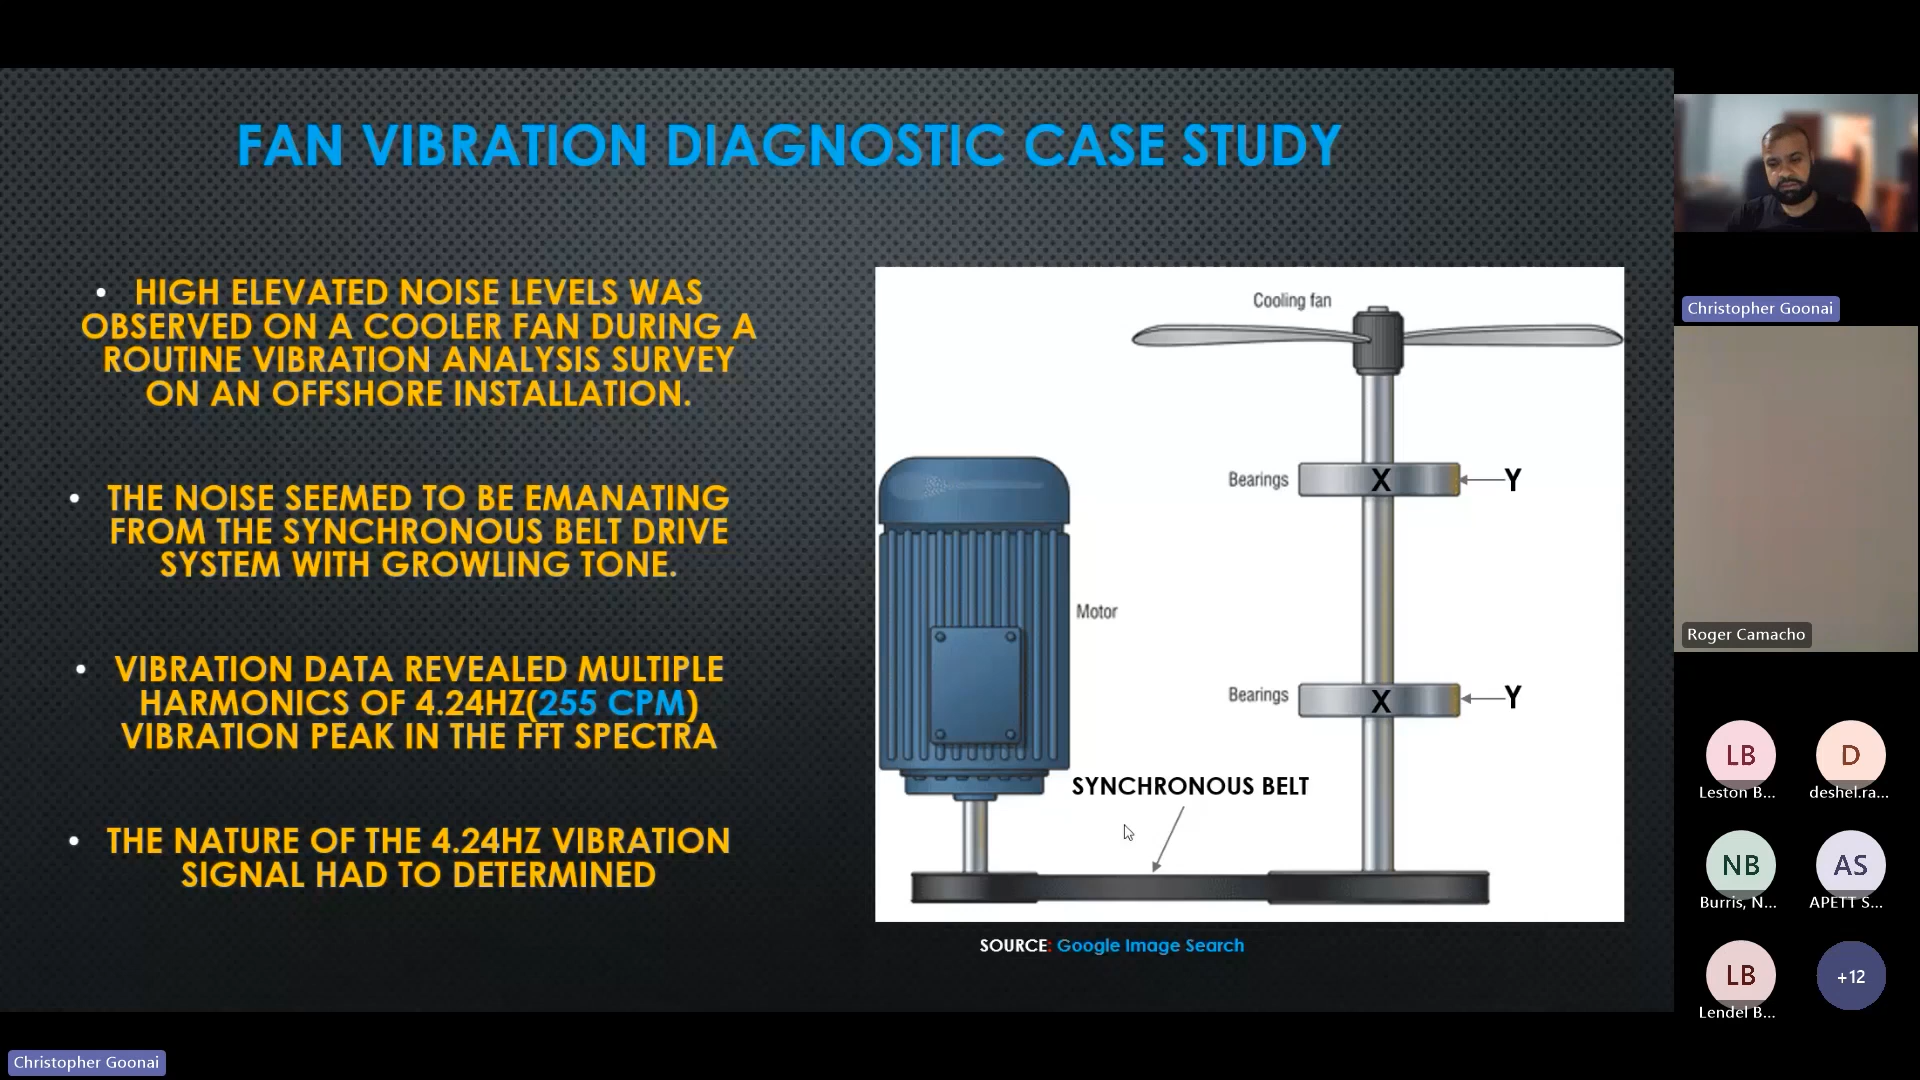 FAN VIBRATION DIAGNOSTIC CASE STUDY
• HIGH ELEVATED NOISE LEVELS WAS
OBSERVED ON A COOLER FAN DURING A
ROUTINE VIBRATION ANALYSIS SURVEY
ON AN OFFSHORE INSTALLATION.
• THE NOISE SEEMED TO BE EMANATING
FROM THE SYNCHRONOUS BELT DRIVE
SYSTEM WITH GROWLING TONE.
• VIBRATION DATA REVEALED MULTIPLE
HARMONICS OF 4.24HZ(255 CPM)
VIBRATION PEAK IN THE FFT SPECTRA
• THE NATURE OF THE 4.24HZ VIBRATION
SIGNAL HAD TO DETERMINED
Cooling fan
Bearings X Y
Motor
Bearings X Y
SYNCHRONOUS BELT
SOURCE: Google Image Search
Christopher Goonai
Roger Camacho
LB
Leston B...
D
deshel.ra...
NB
Burris, N...
AS
APETT S...
LB
Lendel B...
+12
Christopher Goonai